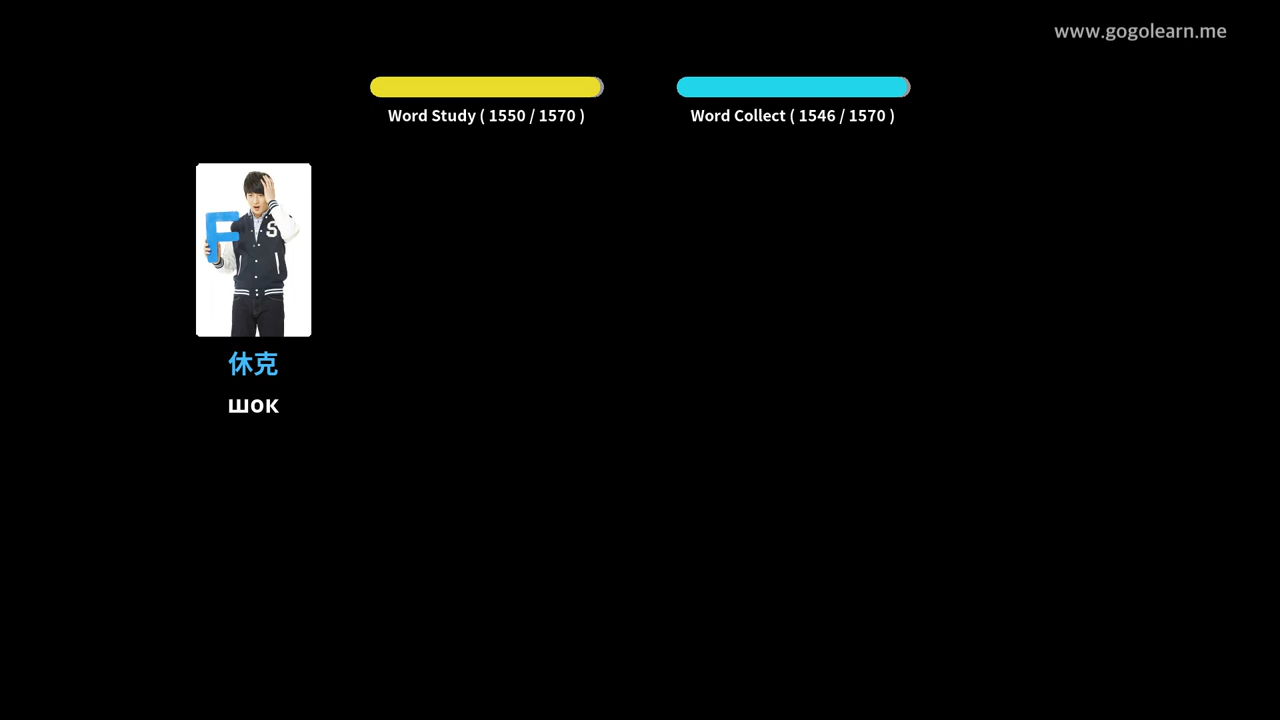 www.gogolearn.me
Word Study ( 1550 / 1570 )
Word Collect ( 1546 / 1570 )
F
S
休克
шок